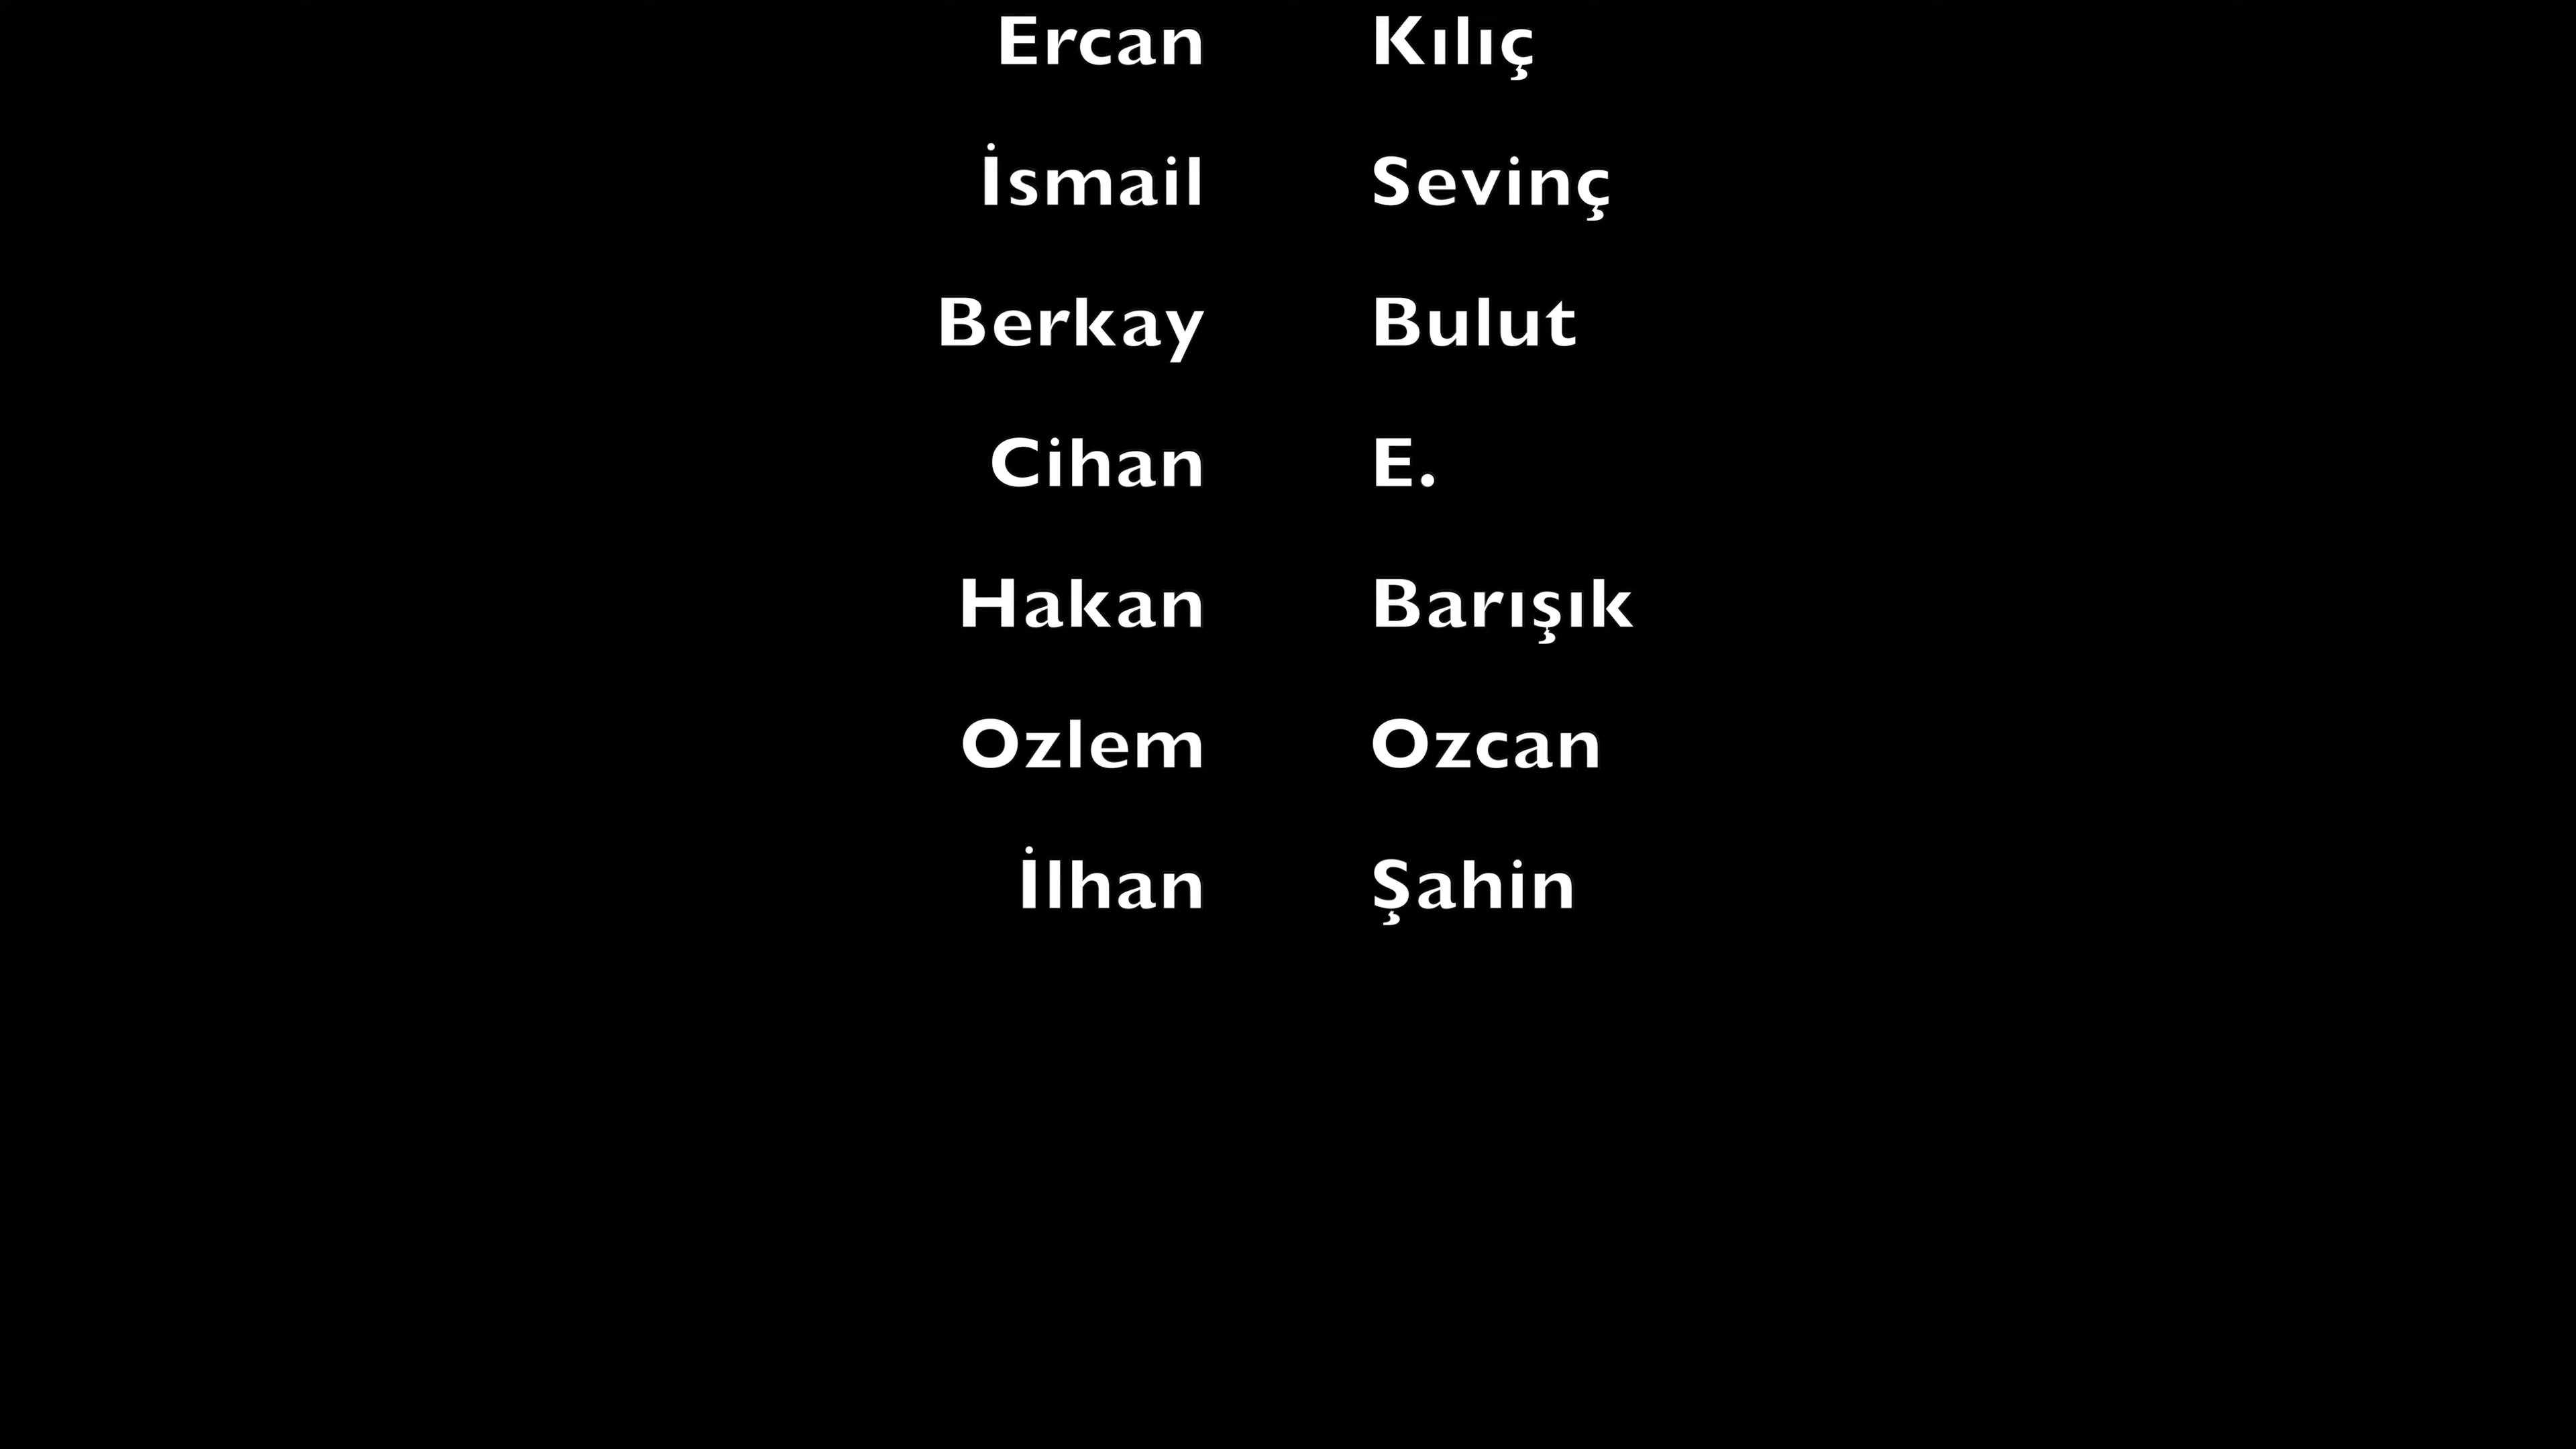 Ercan Kılıç
İsmail Sevinç
Berkay Bulut
Cihan E.
Hakan Barışık
Ozlem Ozcan
İlhan Şahin